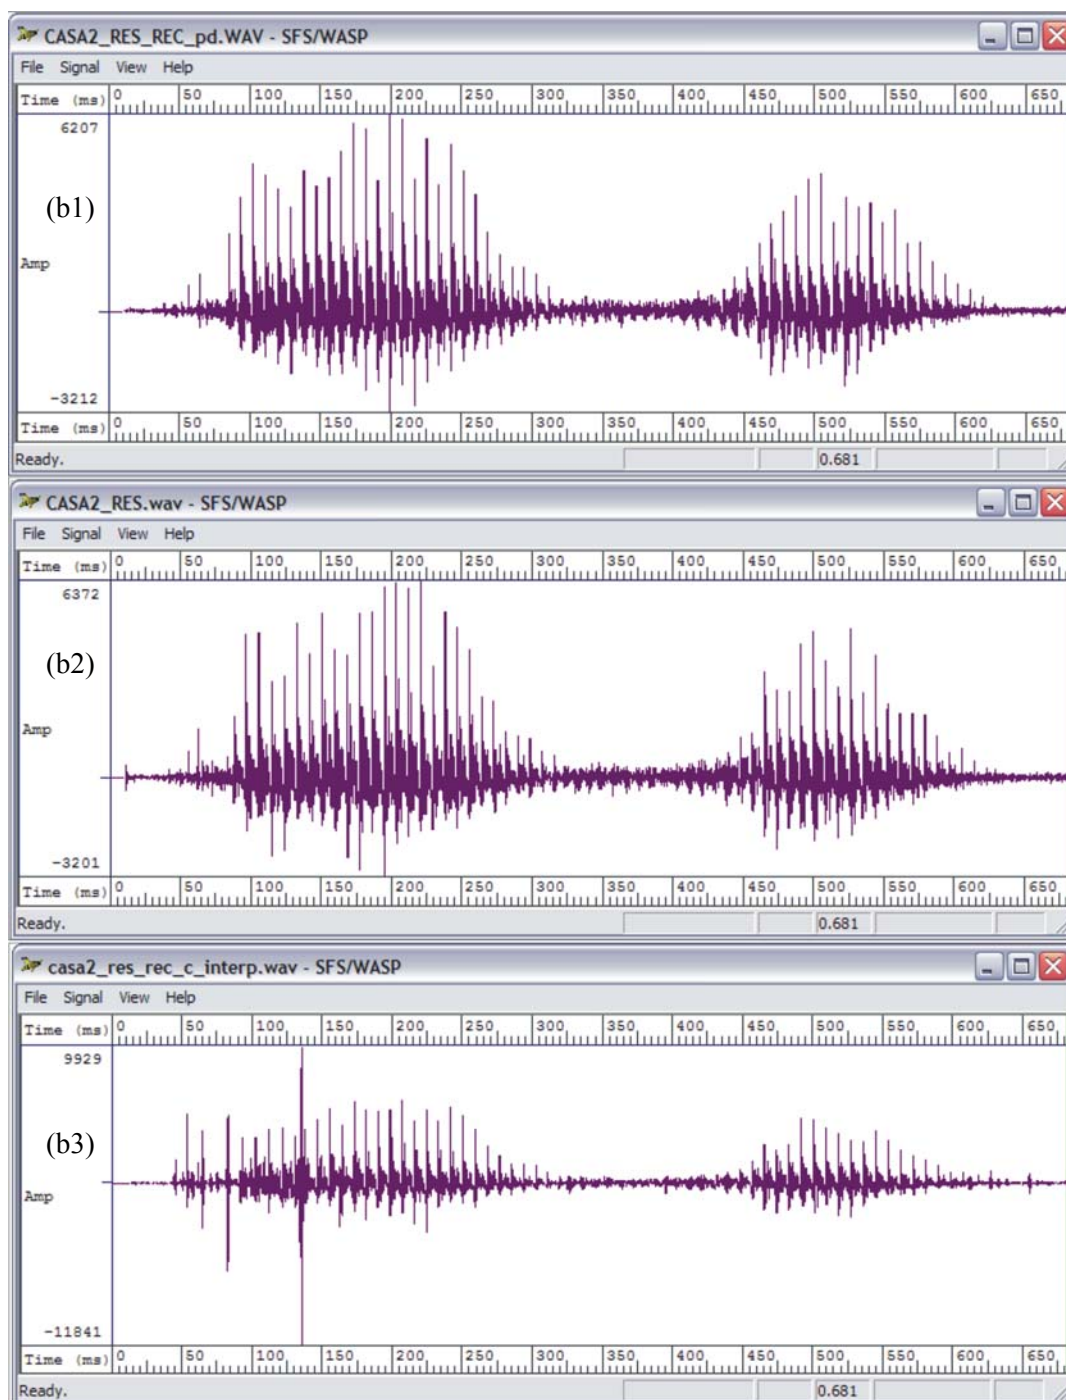 CASA2_RES_REC_pd.WAV - SFS/WASP
File Signal View Help
Time (ms) 0 50 100 150 200 250 300 350 400 450 500 550 600 650
6207
(b1)
Amp
-3212
Time (ms) 0 50 100 150 200 250 300 350 400 450 500 550 600 650
Ready. 0.681
CASA2_RES.wav - SFS/WASP
File Signal View Help
Time (ms) 0 50 100 150 200 250 300 350 400 450 500 550 600 650
6372
(b2)
Amp
-3201
Time (ms) 0 50 100 150 200 250 300 350 400 450 500 550 600 650
Ready. 0.681
casa2_res_rec_c_interp.wav - SFS/WASP
File Signal View Help
Time (ms) 0 50 100 150 200 250 300 350 400 450 500 550 600 650
9929
(b3)
Amp
-11841
Time (ms) 0 50 100 150 200 250 300 350 400 450 500 550 600 650
Ready. 0.681